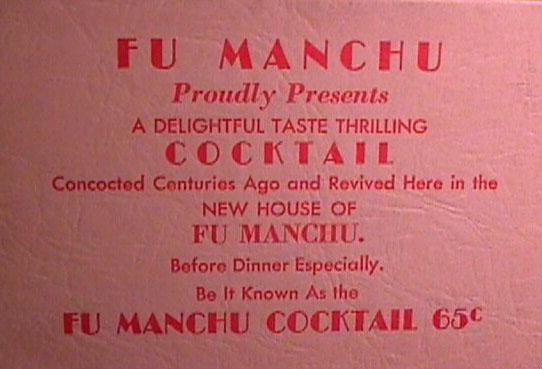 FU MANCHU
Proudly Presents
A DELIGHTFUL TASTE THRILLING
COCKTAIL
Concocted Centuries Ago and Revived Here in the
NEW HOUSE OF
FU MANCHU.
Before Dinner Especially.
Be It Known As the
FU MANCHU COCKTAIL 65c